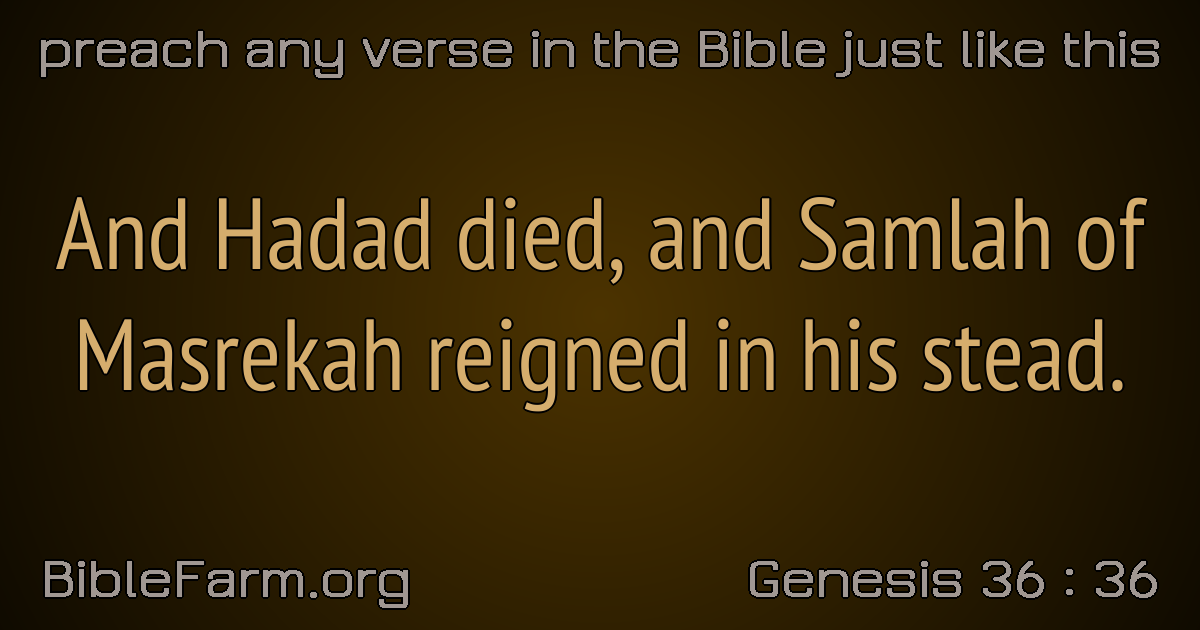 preach any verse in the Bible just like this
And Hadad died, and Samlah of
Masrekah reigned in his stead.
BibleFarm.org
Genesis 36 : 36